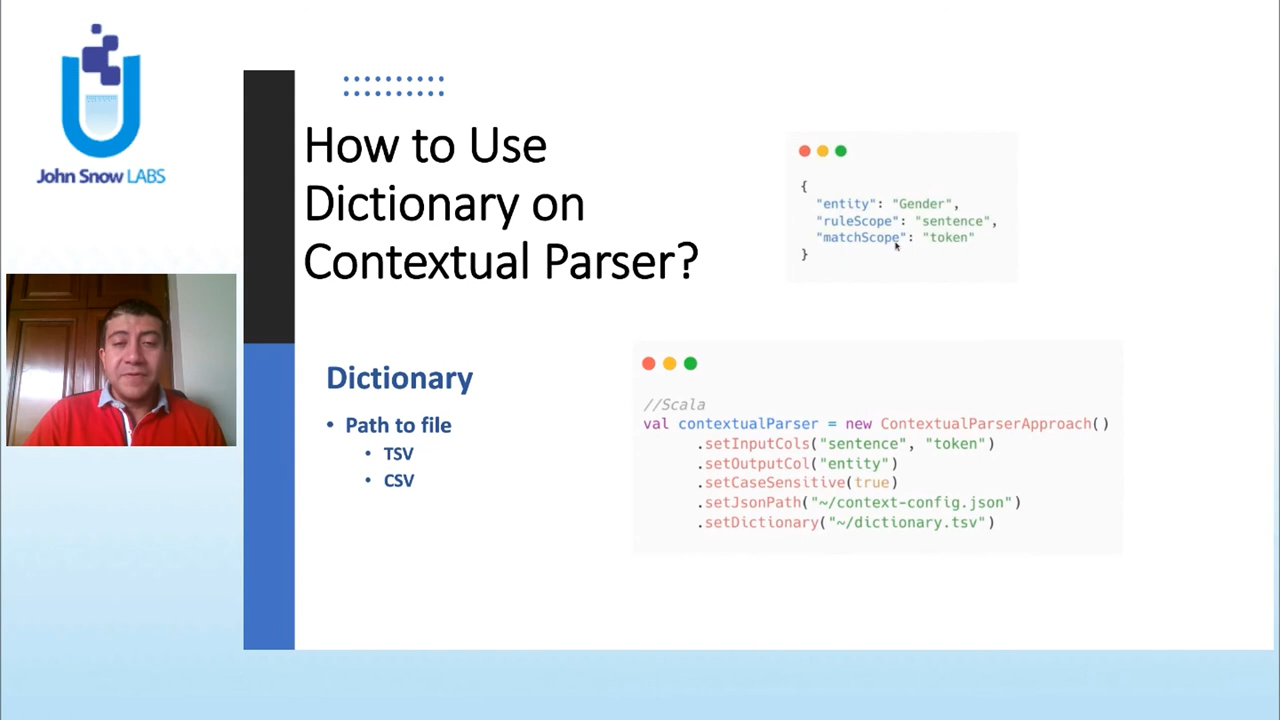 John Snow LABS
How to Use
Dictionary on
Contextual Parser?
{
"entity": "Gender",
"ruleScope": "sentence",
"matchScope": "token"
}
Dictionary
• Path to file
• TSV
• CSV
//Scala
val contextualParser = new ContextualParserApproach()
.setInputCols("sentence", "token")
.setOutputCol("entity")
.setCaseSensitive(true)
.setJsonPath("~/context-config.json")
.setDictionary("~/dictionary.tsv")